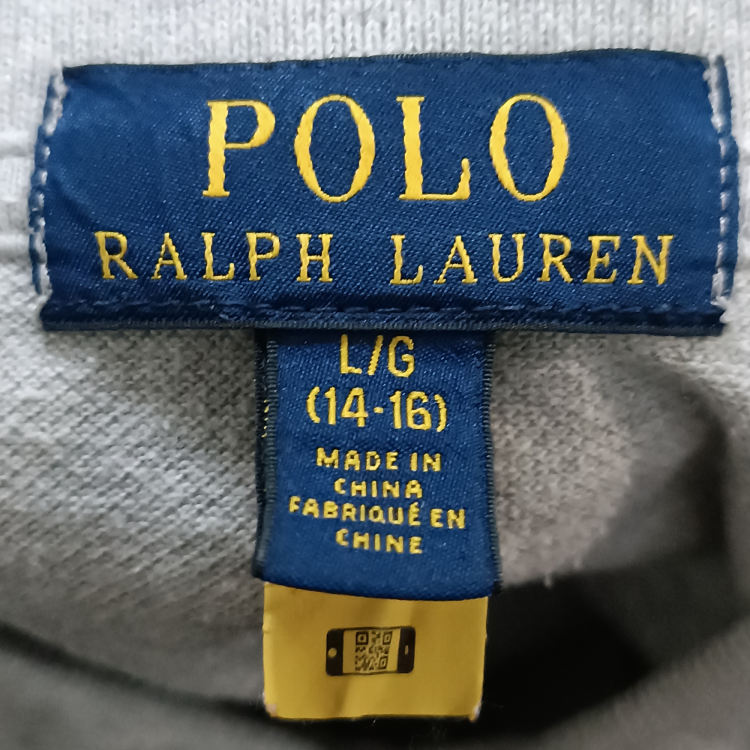 POLO
RALPH LAUREN
L/G
(14-16)
MADE IN
CHINA
FABRIQUÉ EN
CHINE